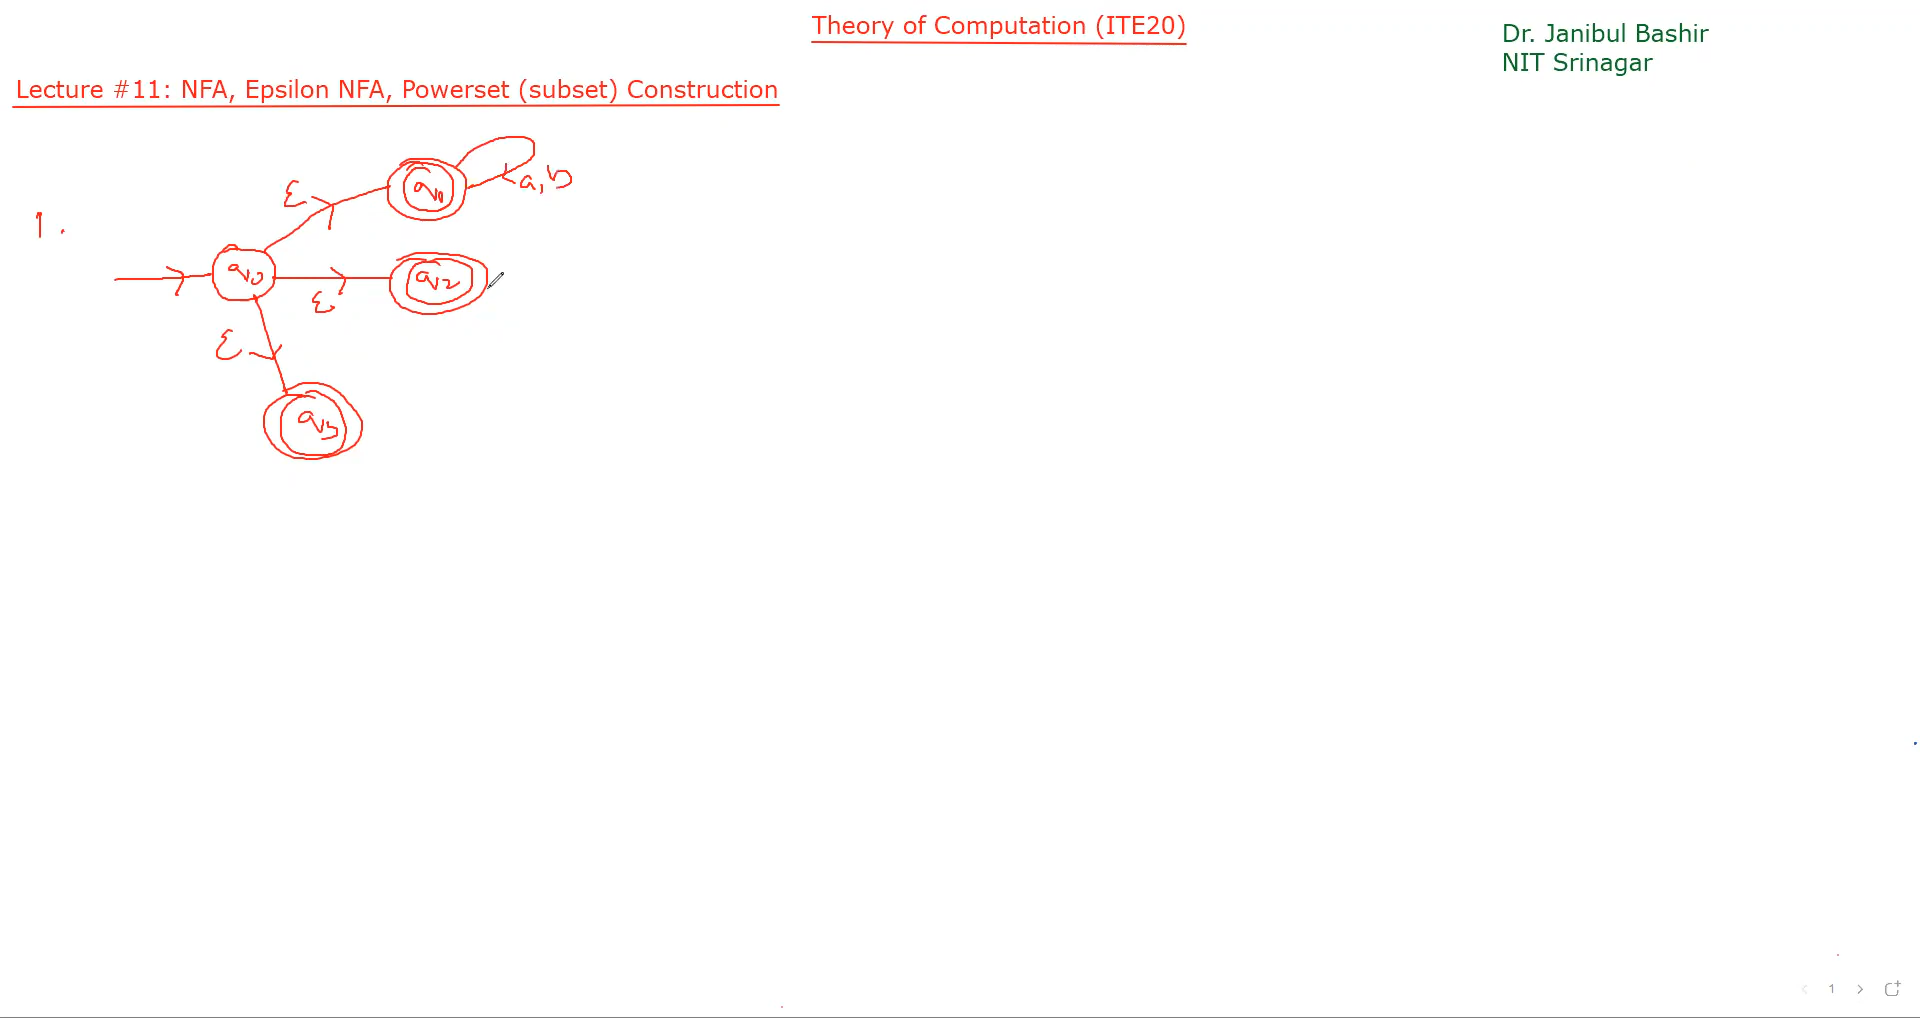 Theory of Computation (ITE20)
Dr. Janibul Bashir
NIT Srinagar
Lecture #11: NFA, Epsilon NFA, Powerset (subset) Construction
1.
ε
q1
a, b
q0
ε
q2
ε
q3
1